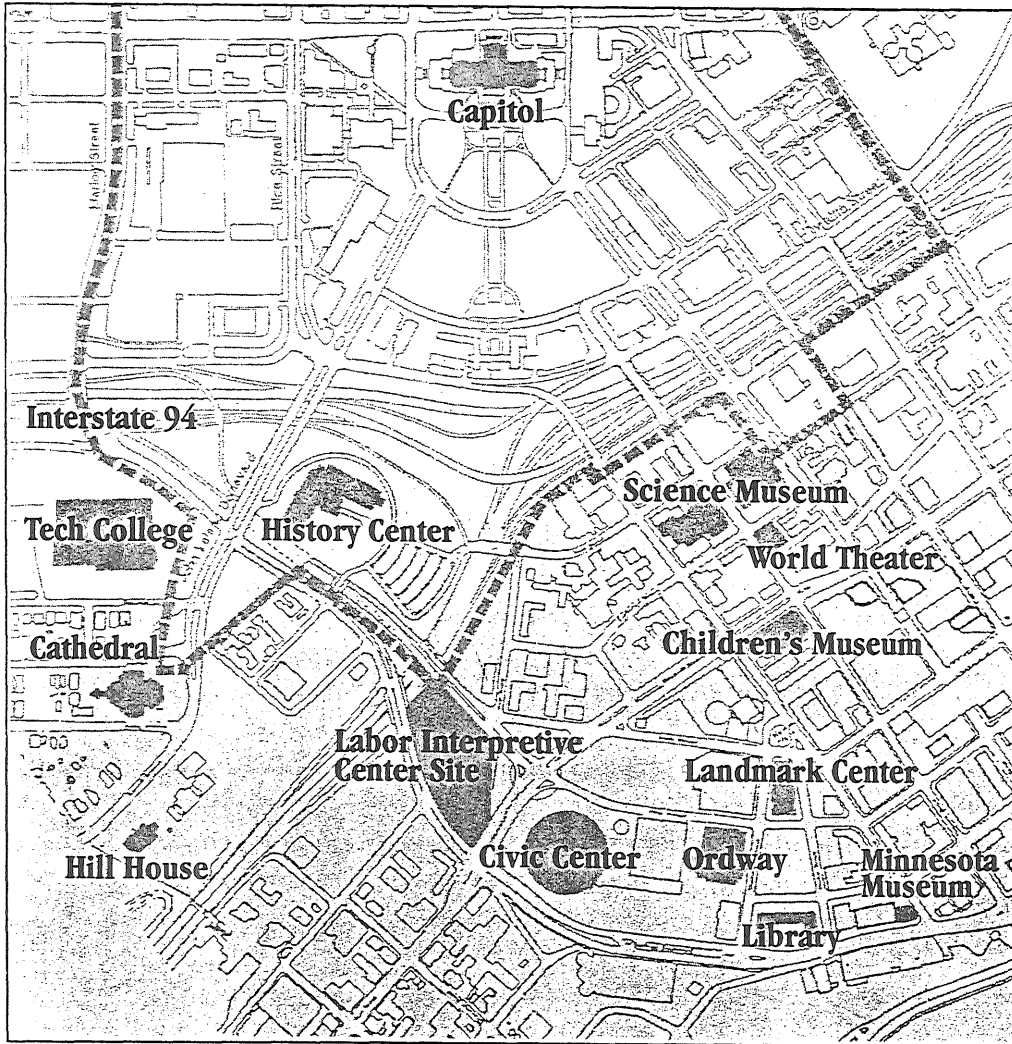 Capitol
Interstate 94
Tech College
History Center
Science Museum
World Theater
Cathedral
Children's Museum
Labor Interpretive
Center Site
Landmark Center
Hill House
Civic Center
Ordway
Minnesota
Museum
Library